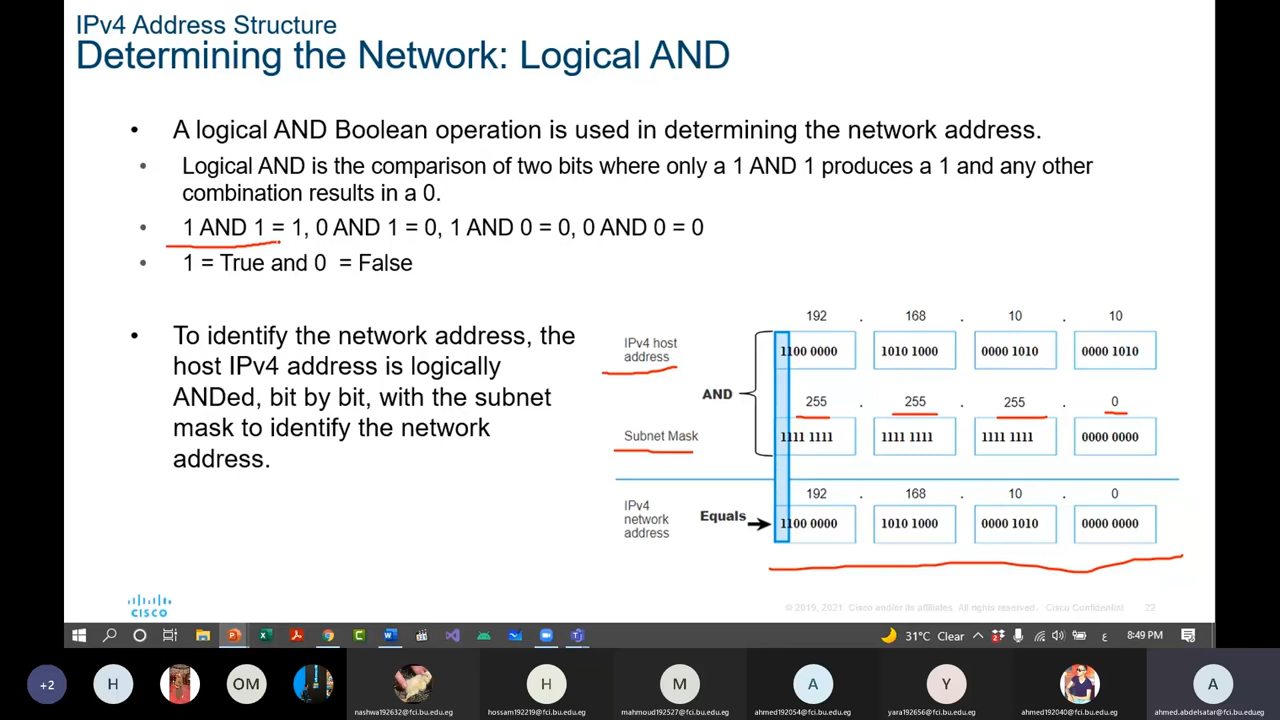 IPv4 Address Structure
Determining the Network: Logical AND
• A logical AND Boolean operation is used in determining the network address.
• Logical AND is the comparison of two bits where only a 1 AND 1 produces a 1 and any other
combination results in a 0.
• 1 AND 1 = 1, 0 AND 1 = 0, 1 AND 0 = 0, 0 AND 0 = 0
• 1 = True and 0 = False
• To identify the network address, the
host IPv4 address is logically
ANDed, bit by bit, with the subnet
mask to identify the network
address.
192 . 168 . 10 . 10
IPv4 host
address
1100 0000 1010 1000 0000 1010 0000 1010
AND
255 . 255 . 255 . 0
Subnet Mask
1111 1111 1111 1111 1111 1111 0000 0000
192 . 168 . 10 . 0
IPv4
network
address
Equals
1100 0000 1010 1000 0000 1010 0000 0000
CISCO
© 2019, 2021 Cisco and/or its affiliates. All rights reserved. Cisco Confidential 22
31°C Clear ع 8:49 PM
+2 H OM H M A Y A
nashwa192632@fci.bu.edu.eg
hossam192219@fci.bu.edu.eg
mahmoud192527@fci.bu.edu.eg
ahmed192054@fci.bu.edu.eg
yara192656@fci.bu.edu.eg
ahmed192040@fci.bu.edu.eg
ahmed.abdelsatar@fci.bu.edu.eg